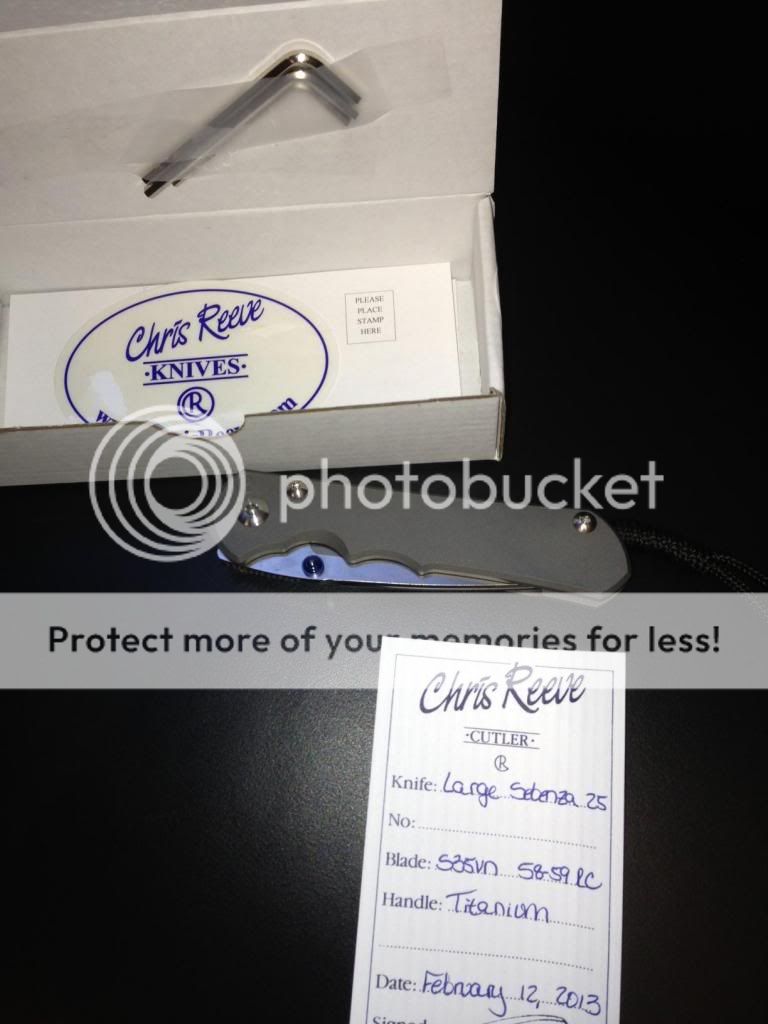 PLEASE
PLACE
STAMP
HERE
Chris Reeve
·KNIVES·
®
photobucket
Protect more of your memories for less!
Chris Reeve
·CUTLER·
®
Knife: Large Sebenza 25
No:
Blade: S35VN 58-59 RC
Handle: Titanium
Date: February 12, 2013
Signed